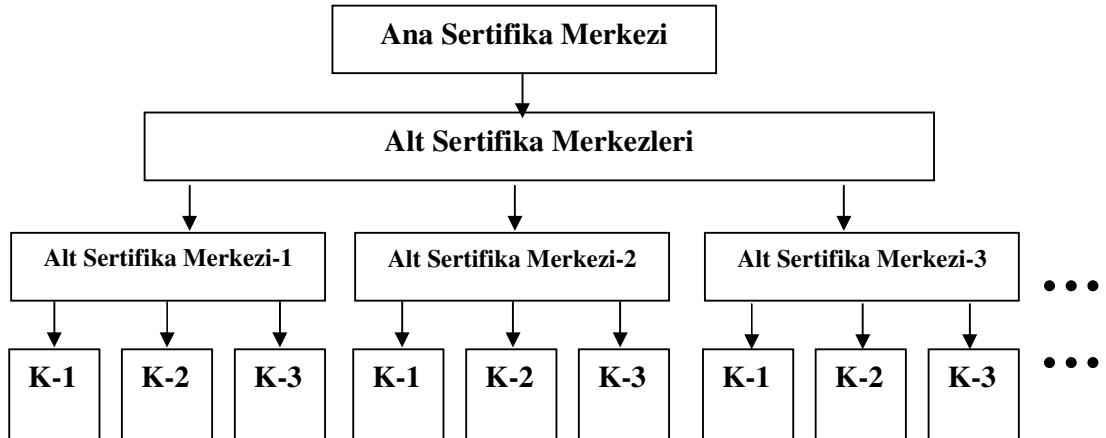 Ana Sertifika Merkezi
Alt Sertifika Merkezleri
Alt Sertifika Merkezi-1 Alt Sertifika Merkezi-2 Alt Sertifika Merkezi-3
K-1 K-2 K-3 K-1 K-2 K-3 K-1 K-2 K-3